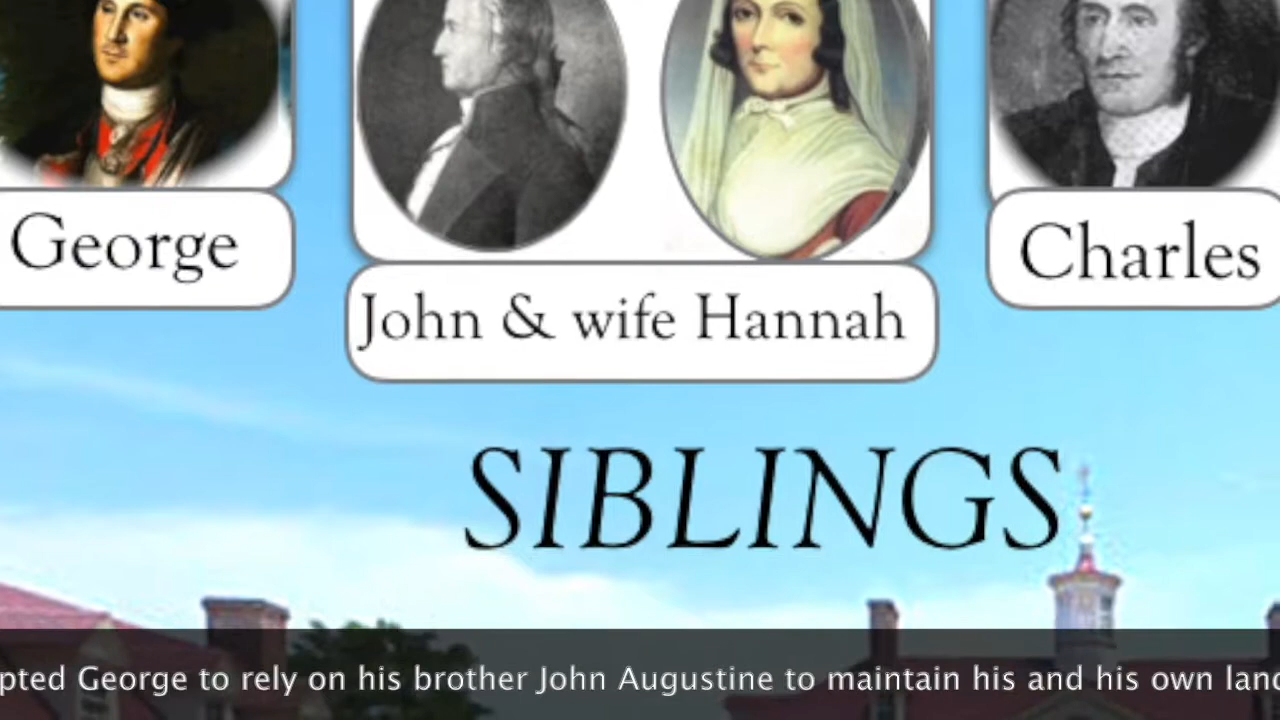 George
John & wife Hannah
Charles
SIBLINGS
George to rely on his brother John Augustine to maintain his and his own